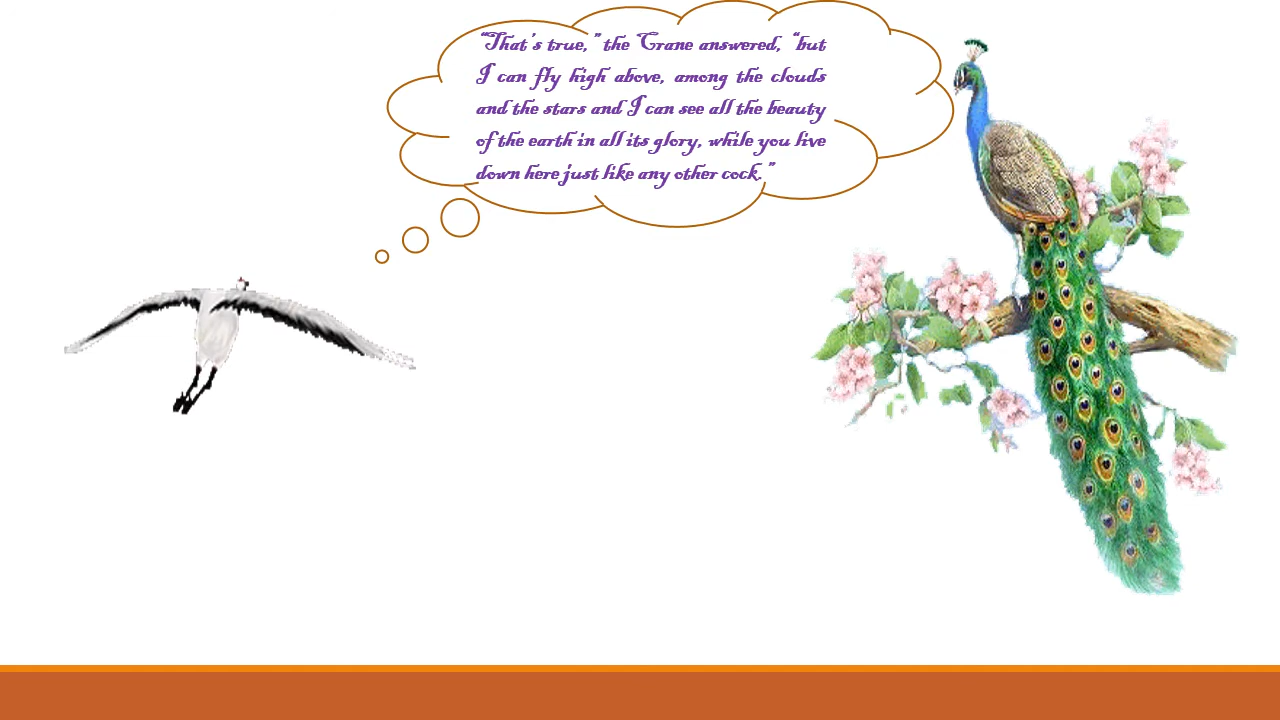 “That’s true,” the Crane answered, “but
I can fly high above, among the clouds
and the stars and I can see all the beauty
of the earth in all its glory, while you live
down here just like any other cock.”